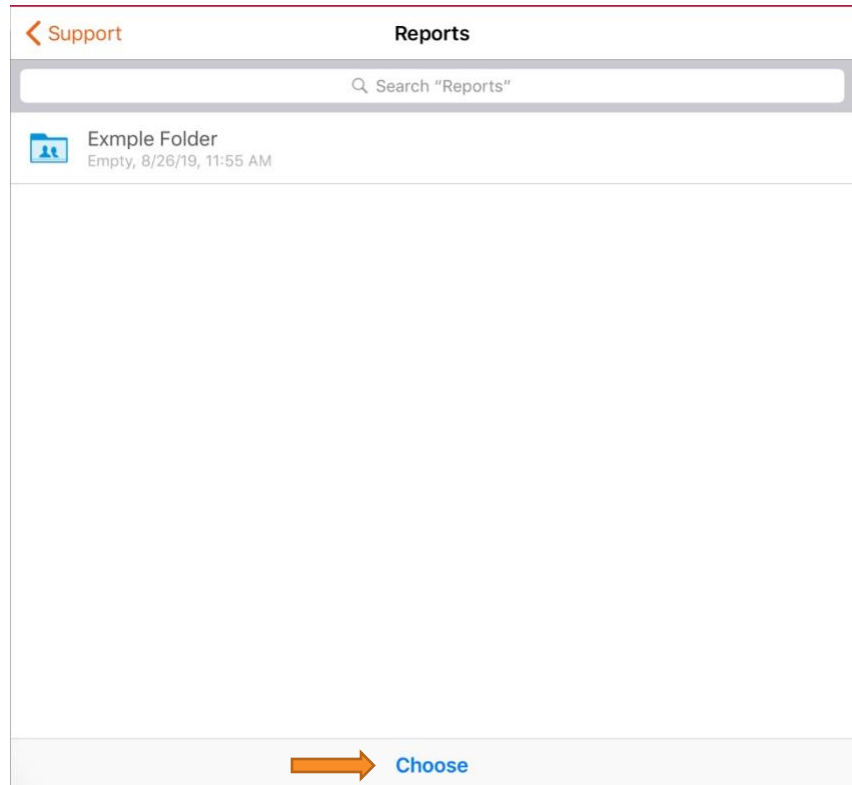 Support
Reports
Search "Reports"
Exmple Folder
Empty, 8/26/19, 11:55 AM
Choose